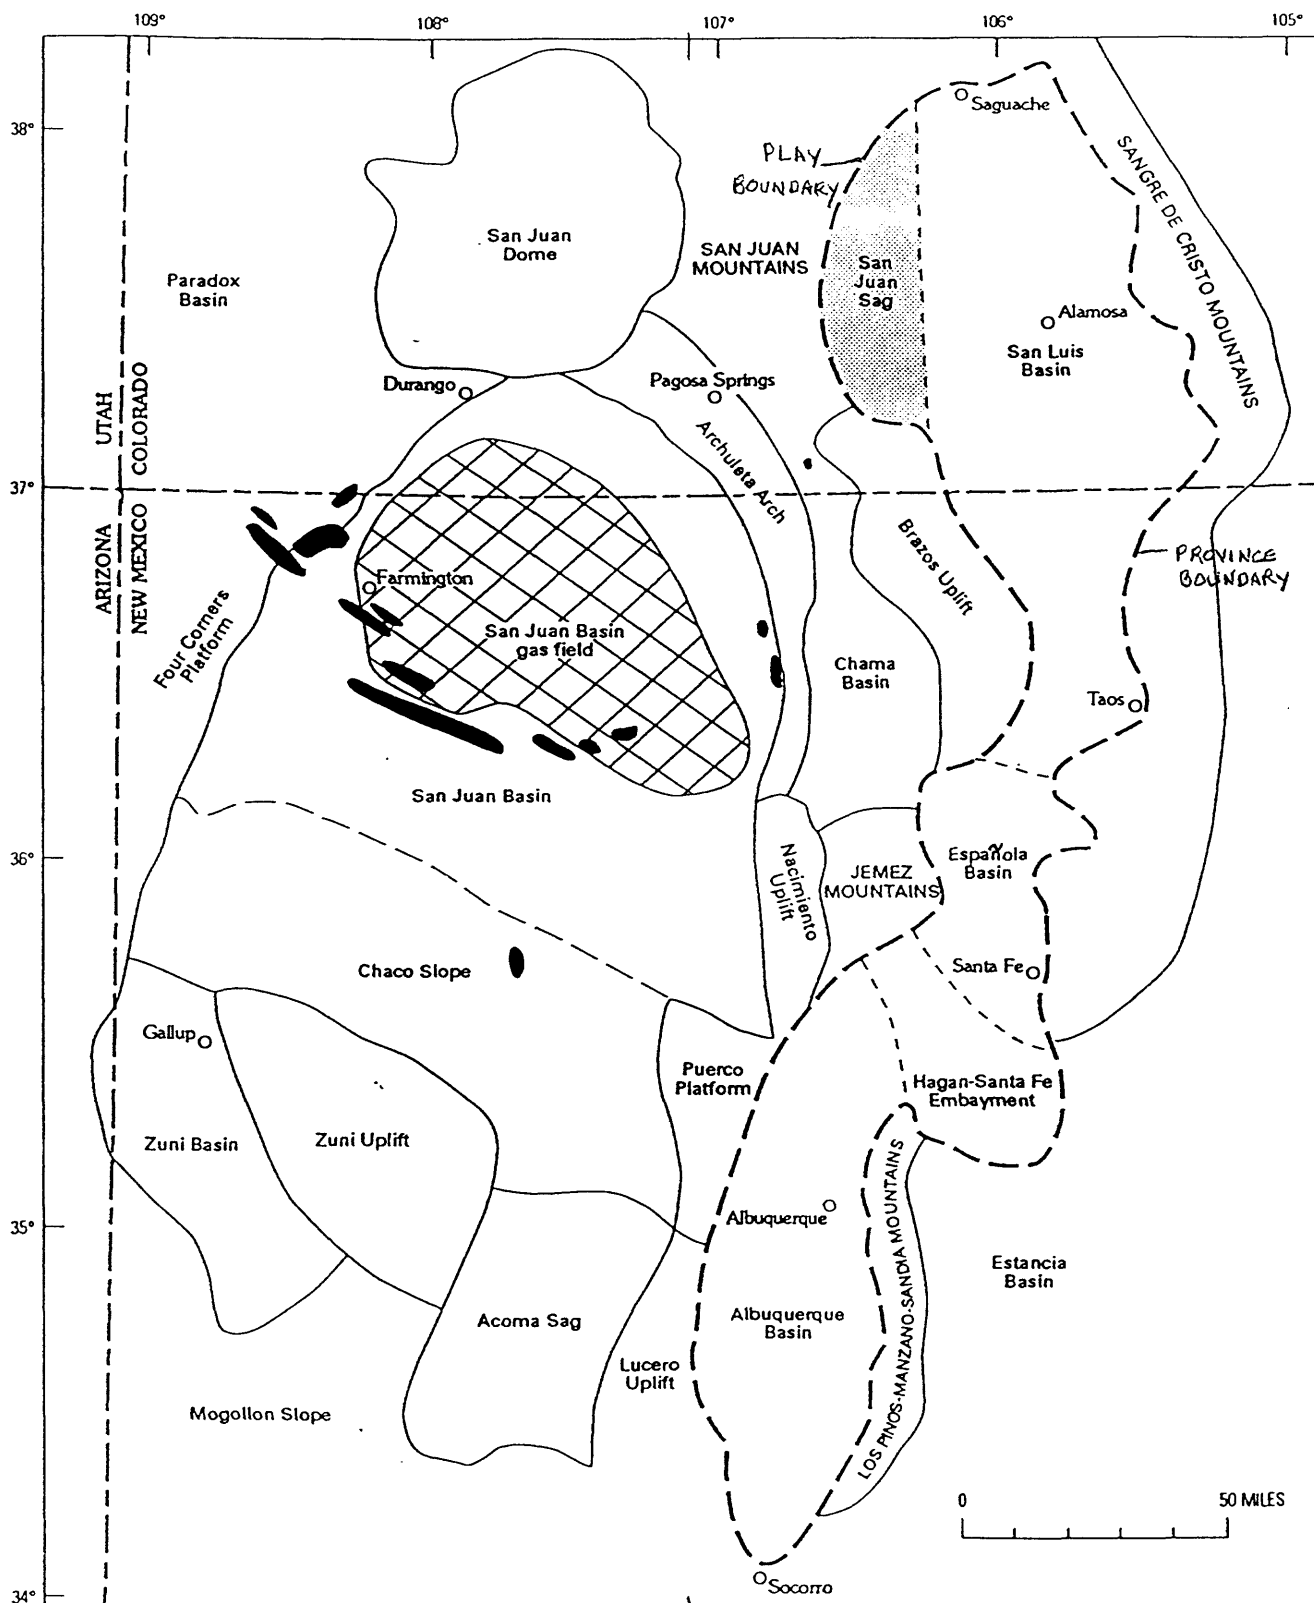 109°
108°
107°
106°
105°
38°
Saguache
PLAY
BOUNDARY
SANGRE DE CRISTO MOUNTAINS
San Juan
Dome
SAN JUAN
MOUNTAINS
San
Juan
Sag
Paradox
Basin
Alamosa
San Luis
Basin
Durango
Pagosa Springs
UTAH
COLORADO
Archuleta Arch
37°
ARIZONA
NEW MEXICO
Brazos Uplift
PROVINCE
BOUNDARY
Farmington
Four Corners
Platform
San Juan Basin
gas field
Chama
Basin
Taos
San Juan Basin
36°
Nacimiento
Uplift
JEMEZ
MOUNTAINS
Española
Basin
Chaco Slope
Santa Fe
Gallup
Puerco
Platform
Hagan-Santa Fe
Embayment
Zuni Basin
Zuni Uplift
LOS PINOS-MANZANO-SANDIA MOUNTAINS
35°
Albuquerque
Estancia
Basin
Acoma Sag
Albuquerque
Basin
Lucero
Uplift
Mogollon Slope
0
50 MILES
34°
Socorro